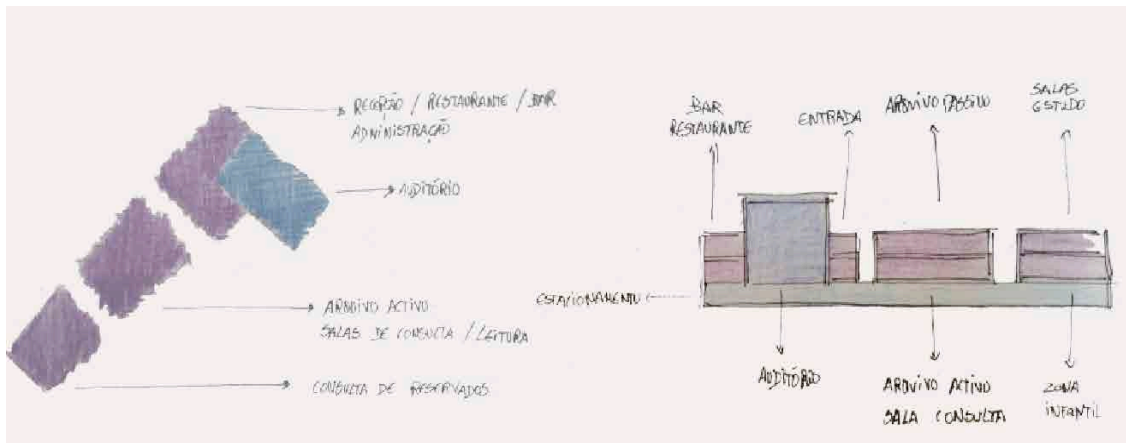 RECEPÇÃO / RESTAURANTE / BAR
ADMINISTRAÇÃO
AUDITÓRIO
ARQUIVO ACTIVO
SALAS DE CONSULTA / LEITURA
CONSULTA DE RESERVADOS
BAR
RESTAURANTE
ENTRADA
ARQUIVO PASSIVO
SALAS
ESTUDO
ESTACIONAMENTO
AUDITÓRIO
ARQUIVO ACTIVO
SALA CONSULTA
ZONA
INFANTIL